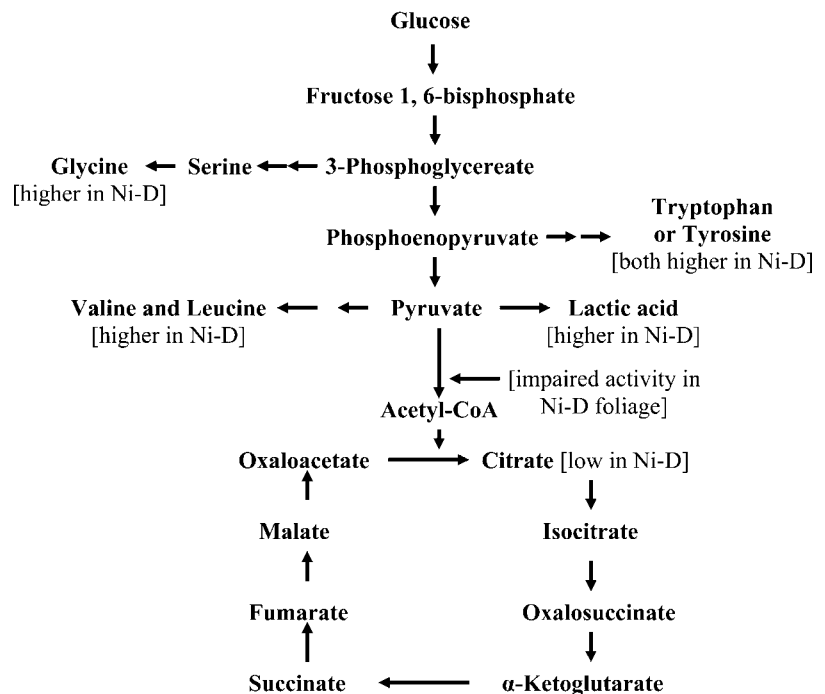 Glucose
Fructose 1, 6-bisphosphate
Glycine
[higher in Ni-D]
Serine
3-Phosphoglycereate
Phosphoenopyruvate
Tryptophan
or Tyrosine
[both higher in Ni-D]
Valine and Leucine
[higher in Ni-D]
Pyruvate
Lactic acid
[higher in Ni-D]
[impaired activity in
Ni-D foliage]
Acetyl-CoA
Oxaloacetate
Citrate [low in Ni-D]
Malate
Isocitrate
Fumarate
Oxalosuccinate
Succinate
α-Ketoglutarate